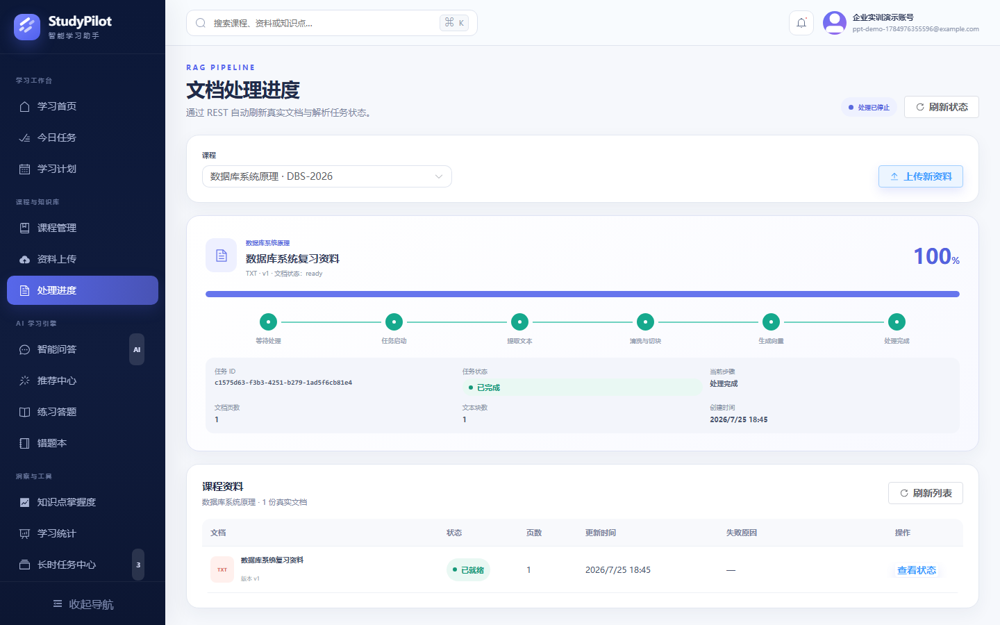 StudyPilot
智能学习助手
学习工作台
学习首页
今日任务
学习计划
课程与知识库
课程管理
资料上传
处理进度
AI 学习引擎
智能问答
AI
推荐中心
练习答题
错题本
洞察与工具
知识点掌握度
学习统计
长时任务中心
3
收起导航
搜索课程、资料或知识点...
⌘ K
企业实训演示账号
ppt-demo-1784976355596@example.com
RAG PIPELINE
文档处理进度
通过 REST 自动刷新真实文档与解析任务状态。
处理已停止
刷新状态
课程
数据库系统原理 · DBS-2026
上传新资料
数据库系统原理
数据库系统复习资料
TXT · v1 · 文档状态：ready
100%
等待处理
任务启动
提取文本
清洗与切块
生成向量
处理完成
任务 ID
c1575d63-f3b3-4251-b279-1ad5f6cb81e4
任务状态
已完成
当前步骤
处理完成
文档页数
1
文本块数
1
创建时间
2026/7/25 18:45
课程资料
数据库系统原理 · 1 份真实文档
刷新列表
文档
状态
页数
更新时间
失败原因
操作
TXT
数据库系统复习资料
版本 v1
已就绪
1
2026/7/25 18:45
—
查看状态